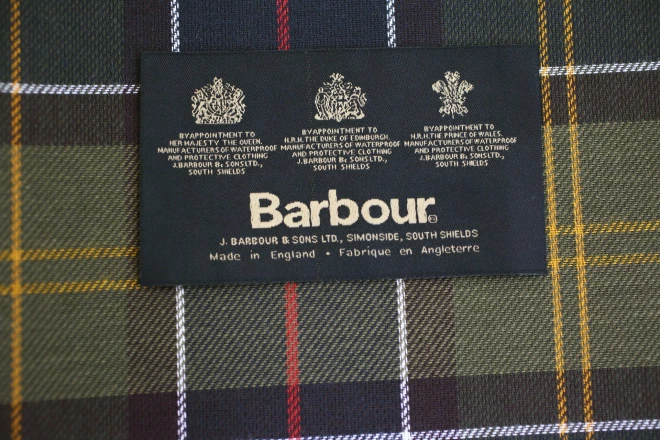 BY APPOINTMENT TO
HER MAJESTY THE QUEEN.
MANUFACTURERS OF WATERPROOF
AND PROTECTIVE CLOTHING
J. BARBOUR & SONS LTD.,
SOUTH SHIELDS
BY APPOINTMENT TO
H.R.H. THE DUKE OF EDINBURGH.
MANUFACTURERS OF WATERPROOF
AND PROTECTIVE CLOTHING
J. BARBOUR & SONS LTD.,
SOUTH SHIELDS
BY APPOINTMENT TO
H.R.H. THE PRINCE OF WALES.
MANUFACTURERS OF WATERPROOF
AND PROTECTIVE CLOTHING
J. BARBOUR & SONS LTD.,
SOUTH SHIELDS
Barbour®
J. BARBOUR & SONS LTD., SIMONSIDE, SOUTH SHIELDS
Made in England • Fabrique en Angleterre